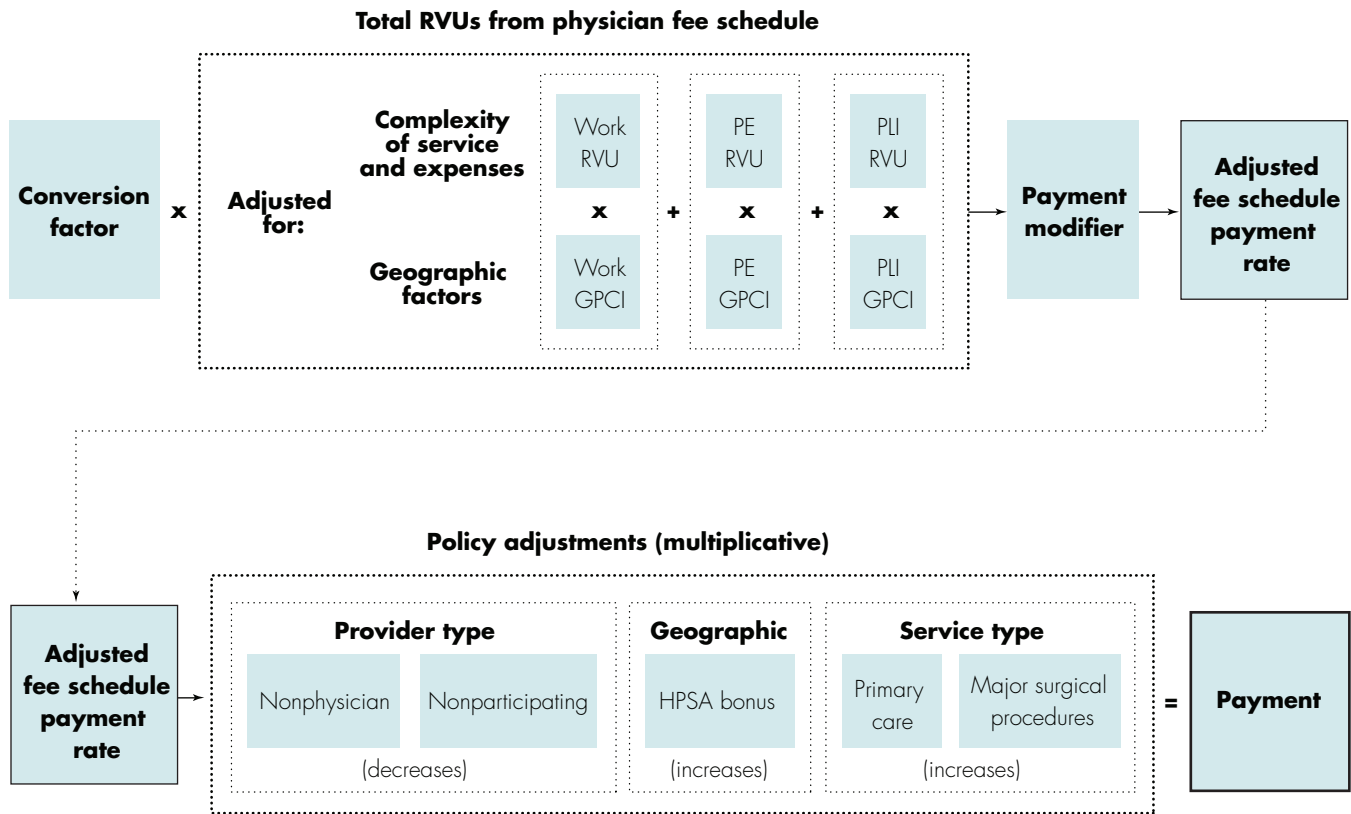 Total RVUs from physician fee schedule
Conversion
factor
x
Adjusted
for:
Complexity
of service
and expenses
Work
RVU
x
Work
GPCI
+
PE
RVU
x
PE
GPCI
+
PLI
RVU
x
PLI
GPCI
Geographic
factors
Payment
modifier
Adjusted
fee schedule
payment
rate
Policy adjustments (multiplicative)
Adjusted
fee schedule
payment
rate
Provider type
Nonphysician
Nonparticipating
(decreases)
Geographic
HPSA bonus
(increases)
Service type
Primary
care
Major surgical
procedures
(increases)
=
Payment